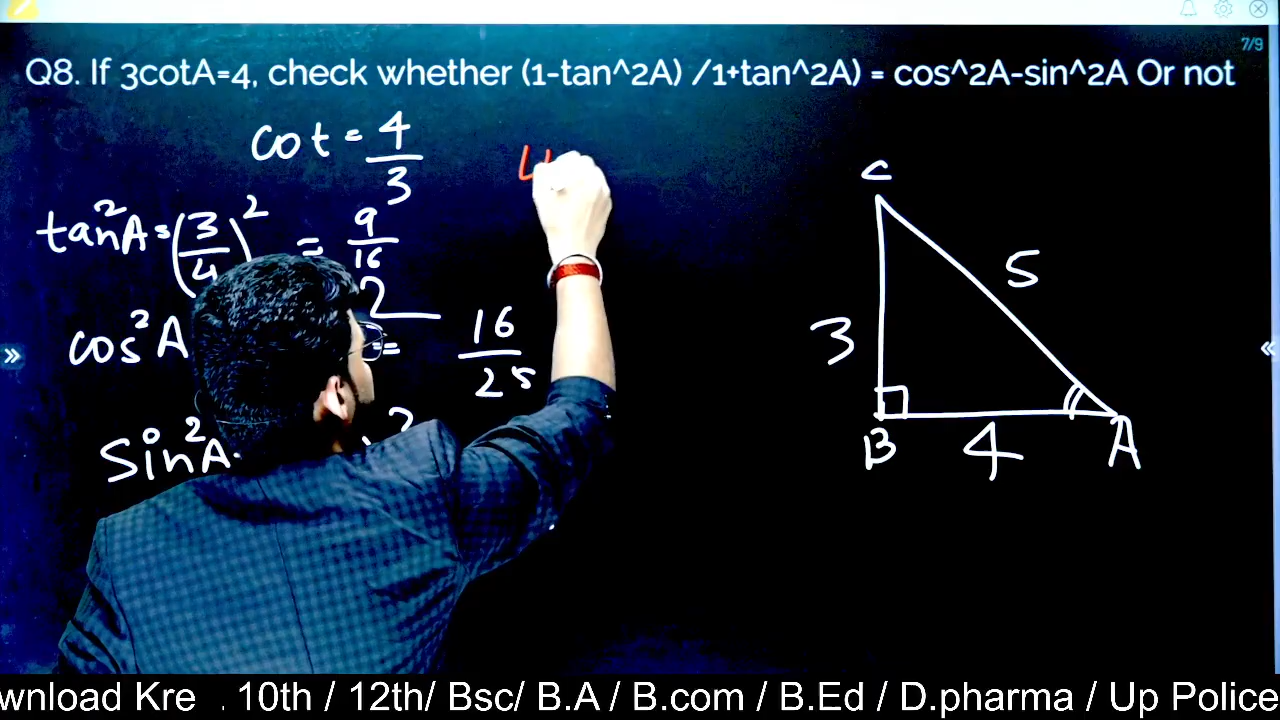 7/9
Q8. If 3cotA=4, check whether (1-tan^2A) /1+tan^2A) = cos^2A-sin^2A Or not
cot = 4/3
tan²A = (3/4)² = 9/16
cos²A = 16/25
sin²A
C
3
5
B
4
A
wnload Kre . 10th / 12th/ Bsc/ B.A / B.com / B.Ed / D.pharma / Up Police